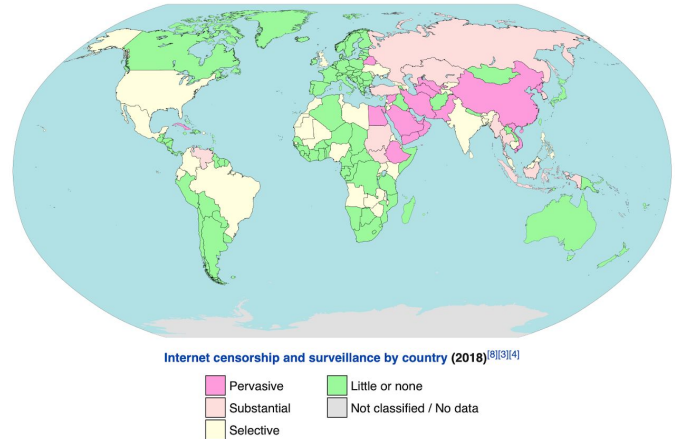 Internet censorship and surveillance by country (2018)[8][3][4]
Pervasive
Substantial
Selective
Little or none
Not classified / No data